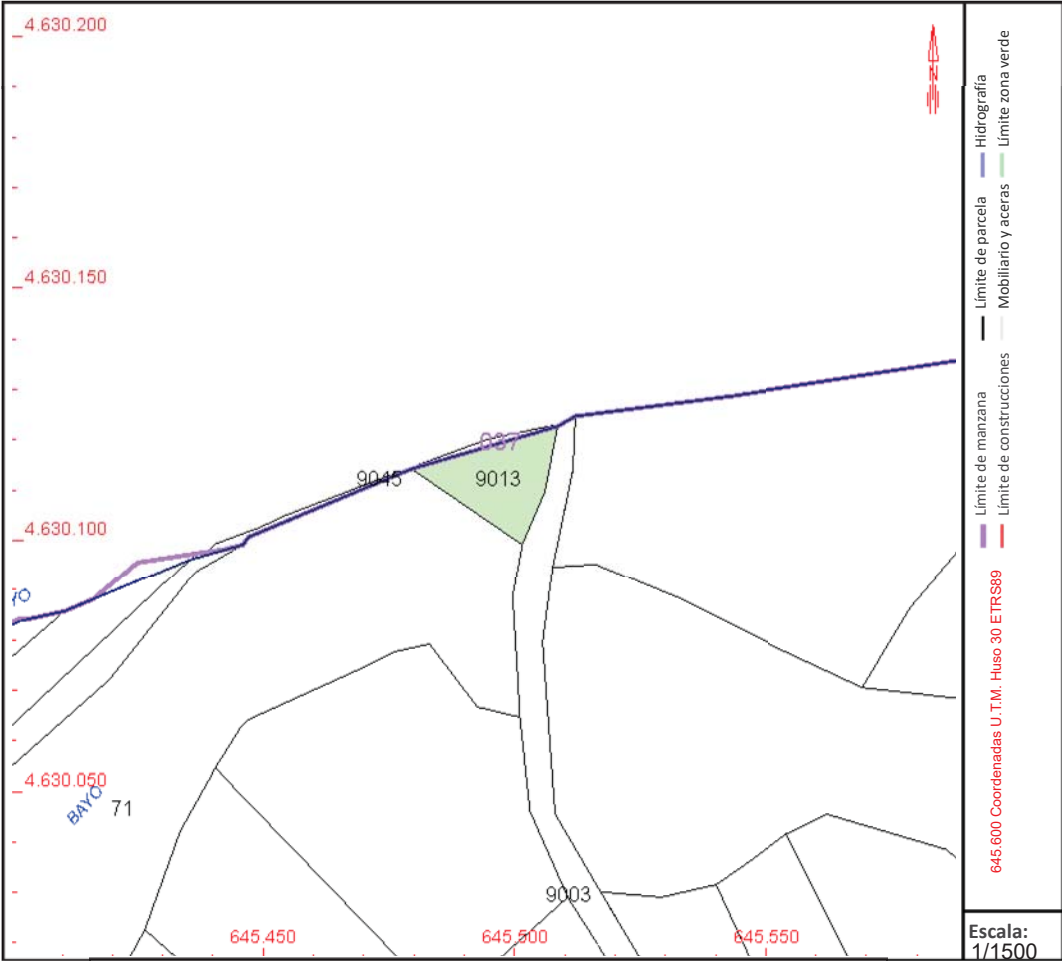 4.630.200
N
4.630.150
037
9045
9013
4.630.100
YO
4.630.050
BAYO
71
9003
645.450
645.500
645.550
Límite de manzana
Límite de parcela
Hidrografía
Límite de construcciones
Mobiliario y aceras
Límite zona verde
645.600 Coordenadas U.T.M. Huso 30 ETRS89
Escala:
1/1500